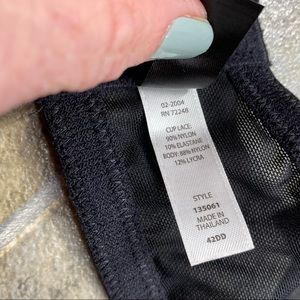 02-2004
RN 72248
CUP LACE:
90% NYLON
10% ELASTANE
BODY: 88% NYLON
12% LYCRA
STYLE
135061
MADE IN
THAILAND
42DD